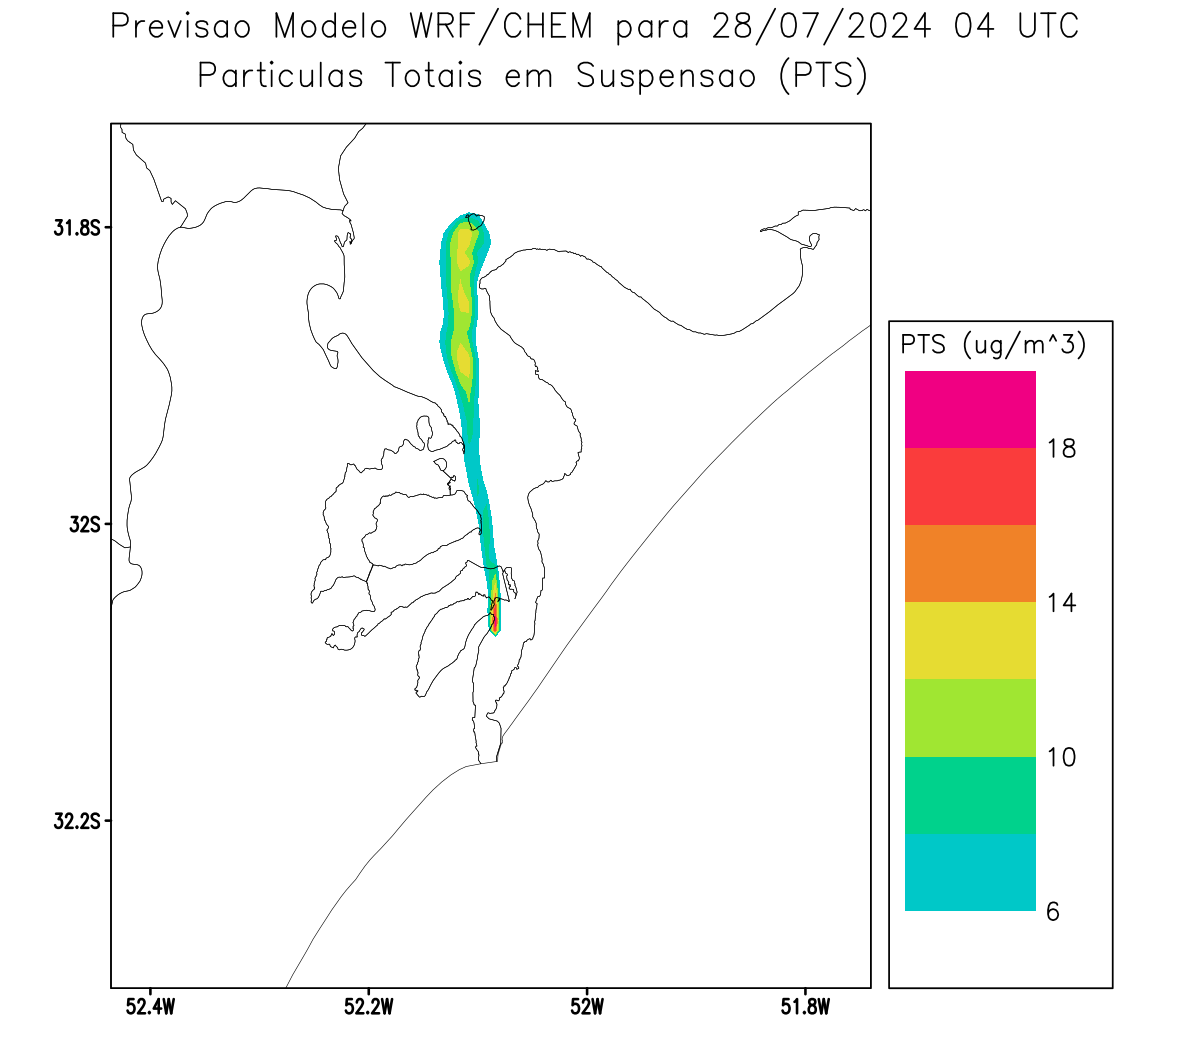 Previsao Modelo WRF/CHEM para 28/07/2024 04 UTC
Particulas Totais em Suspensao (PTS)
31.8S
32S
32.2S
52.4W 52.2W 52W 51.8W
PTS (ug/m^3)
18
14
10
6